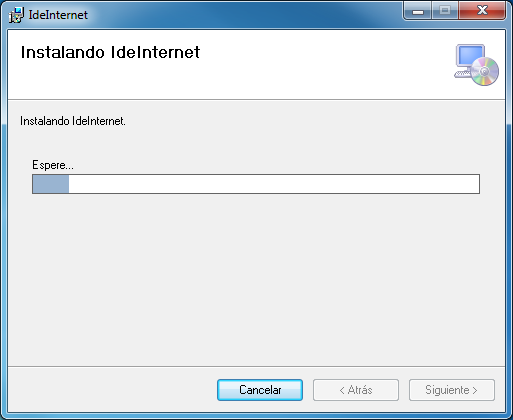 IdeInternet
Instalando IdeInternet
Instalando IdeInternet.
Espere...
Cancelar
< Atrás
Siguiente >